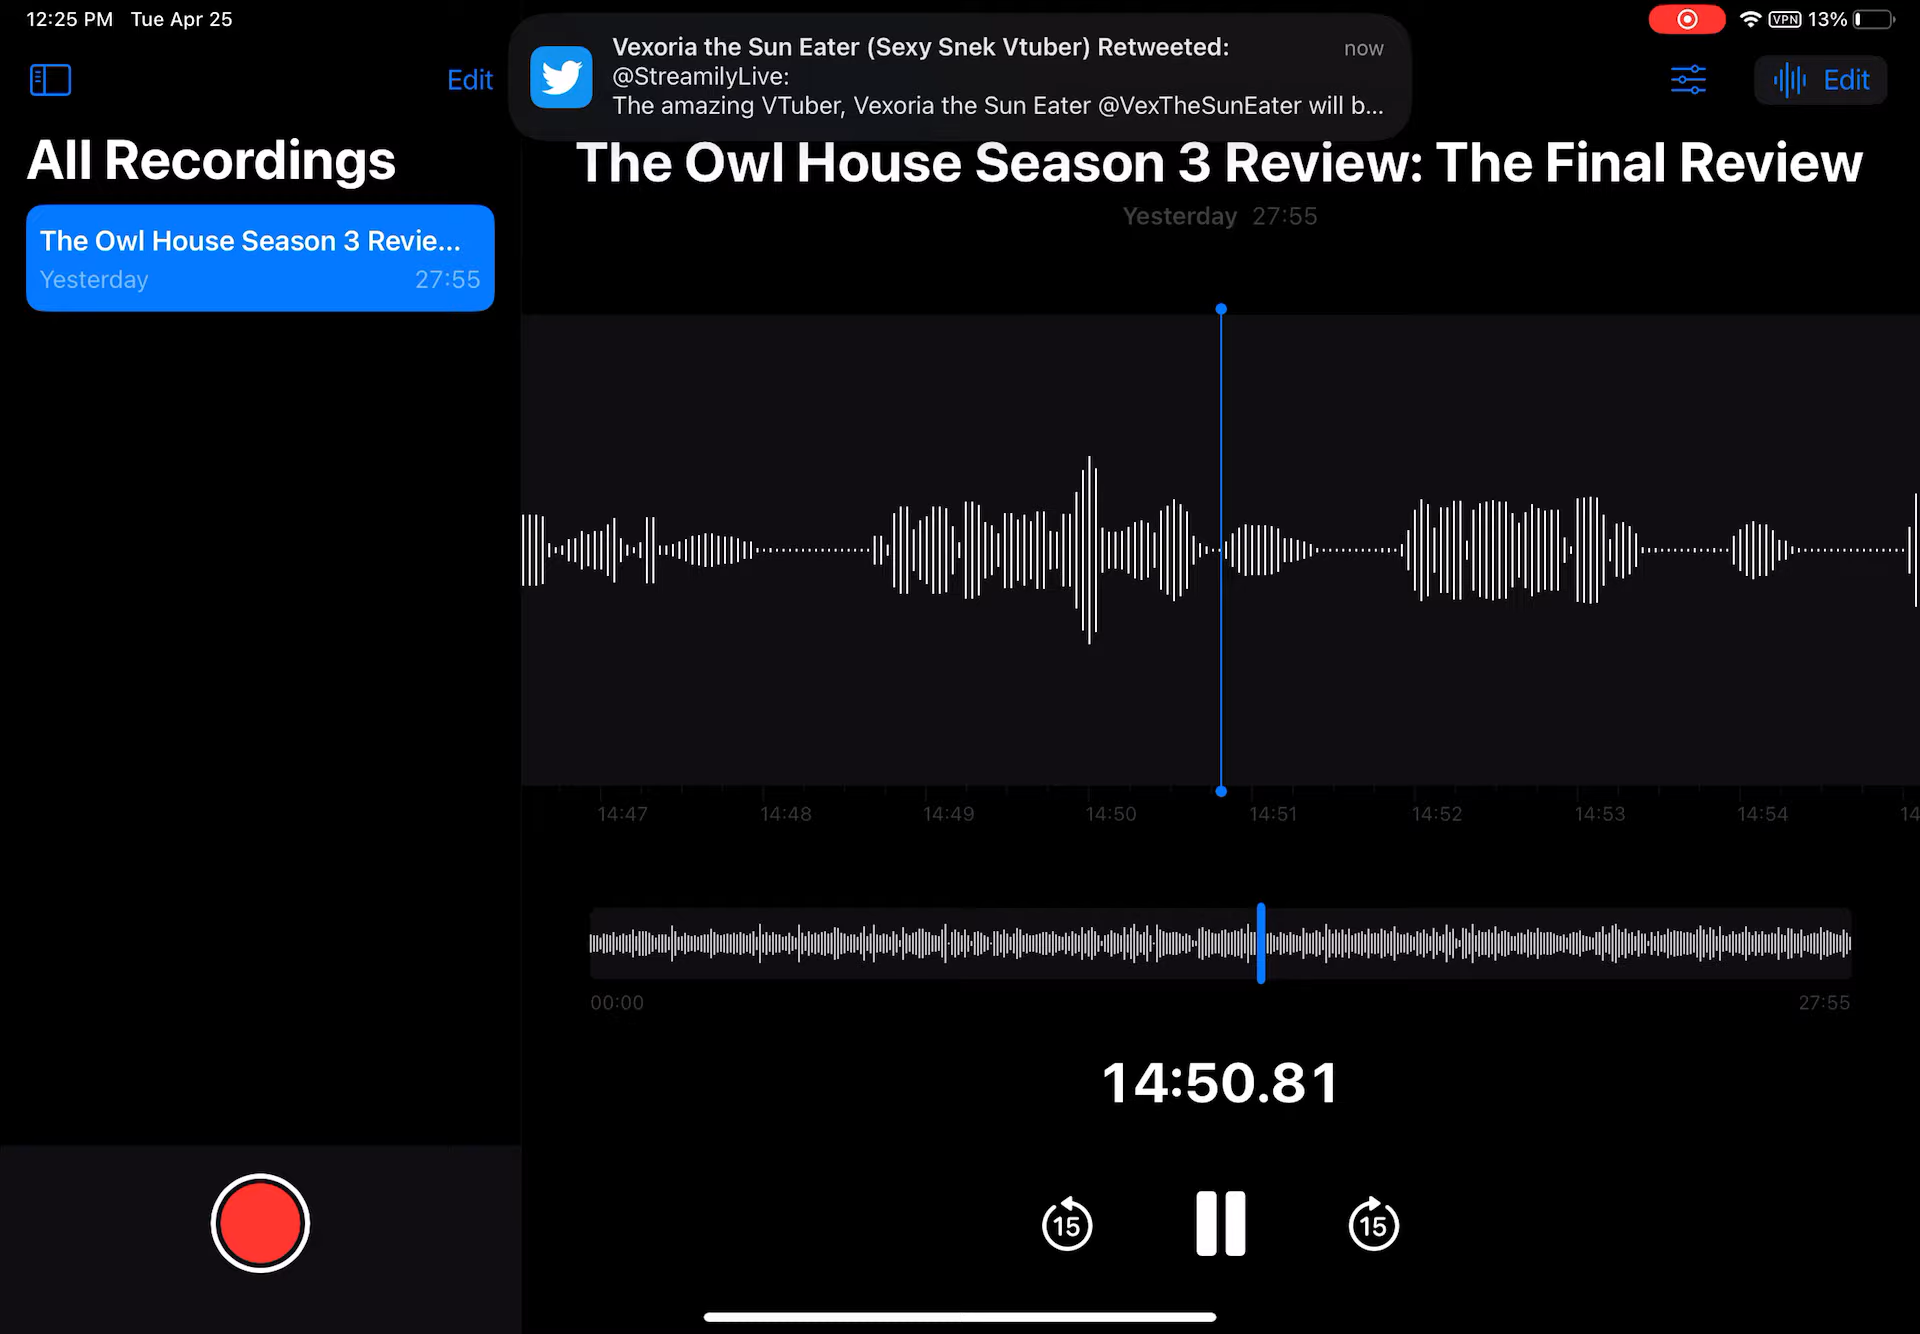 12:25 PM Tue Apr 25
VPN 13%
Vexoria the Sun Eater (Sexy Snek Vtuber) Retweeted: now
@StreamilyLive:
The amazing VTuber, Vexoria the Sun Eater @VexTheSunEater will b...
Edit
Edit
All Recordings
The Owl House Season 3 Revie...
Yesterday 27:55
The Owl House Season 3 Review: The Final Review
Yesterday 27:55
14:47 14:48 14:49 14:50 14:51 14:52 14:53 14:54 14
00:00 27:55
14:50.81
15 15